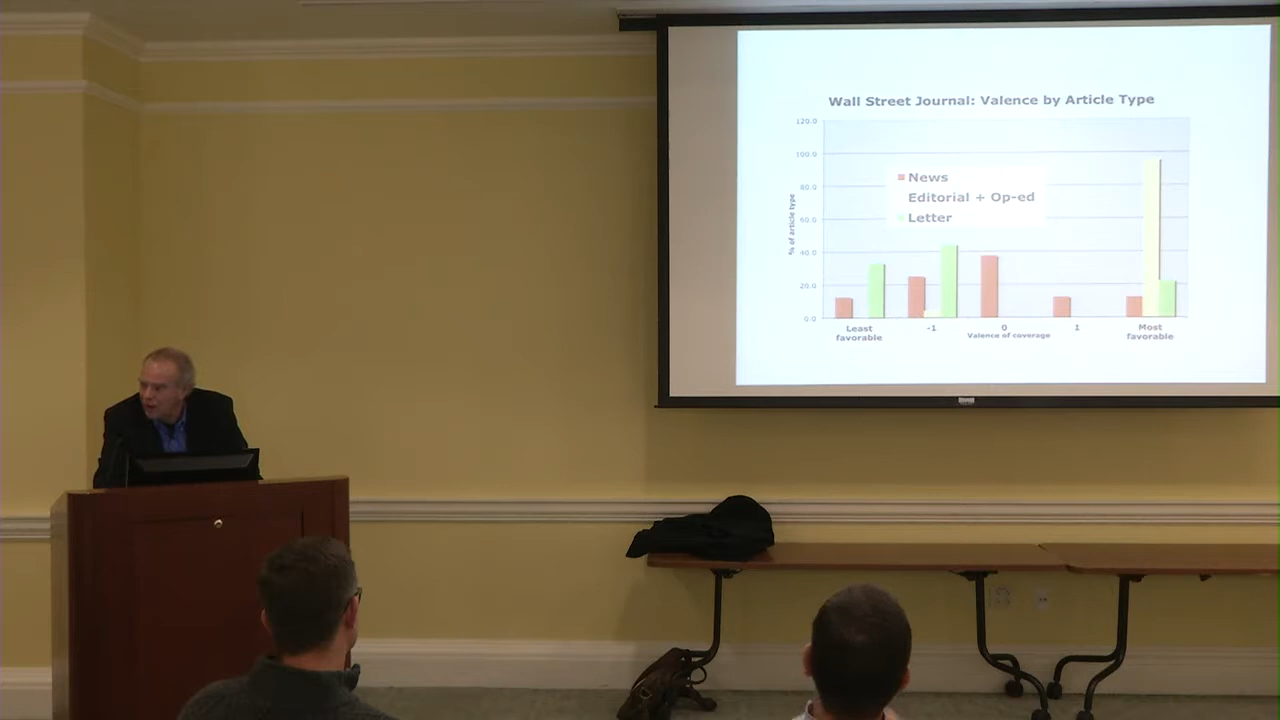 Wall Street Journal: Valence by Article Type
120.0
100.0
80.0
60.0
40.0
20.0
0.0
% of article type
News
Editorial + Op-ed
Letter
Least favorable
-1
0
1
Most favorable
Valence of coverage